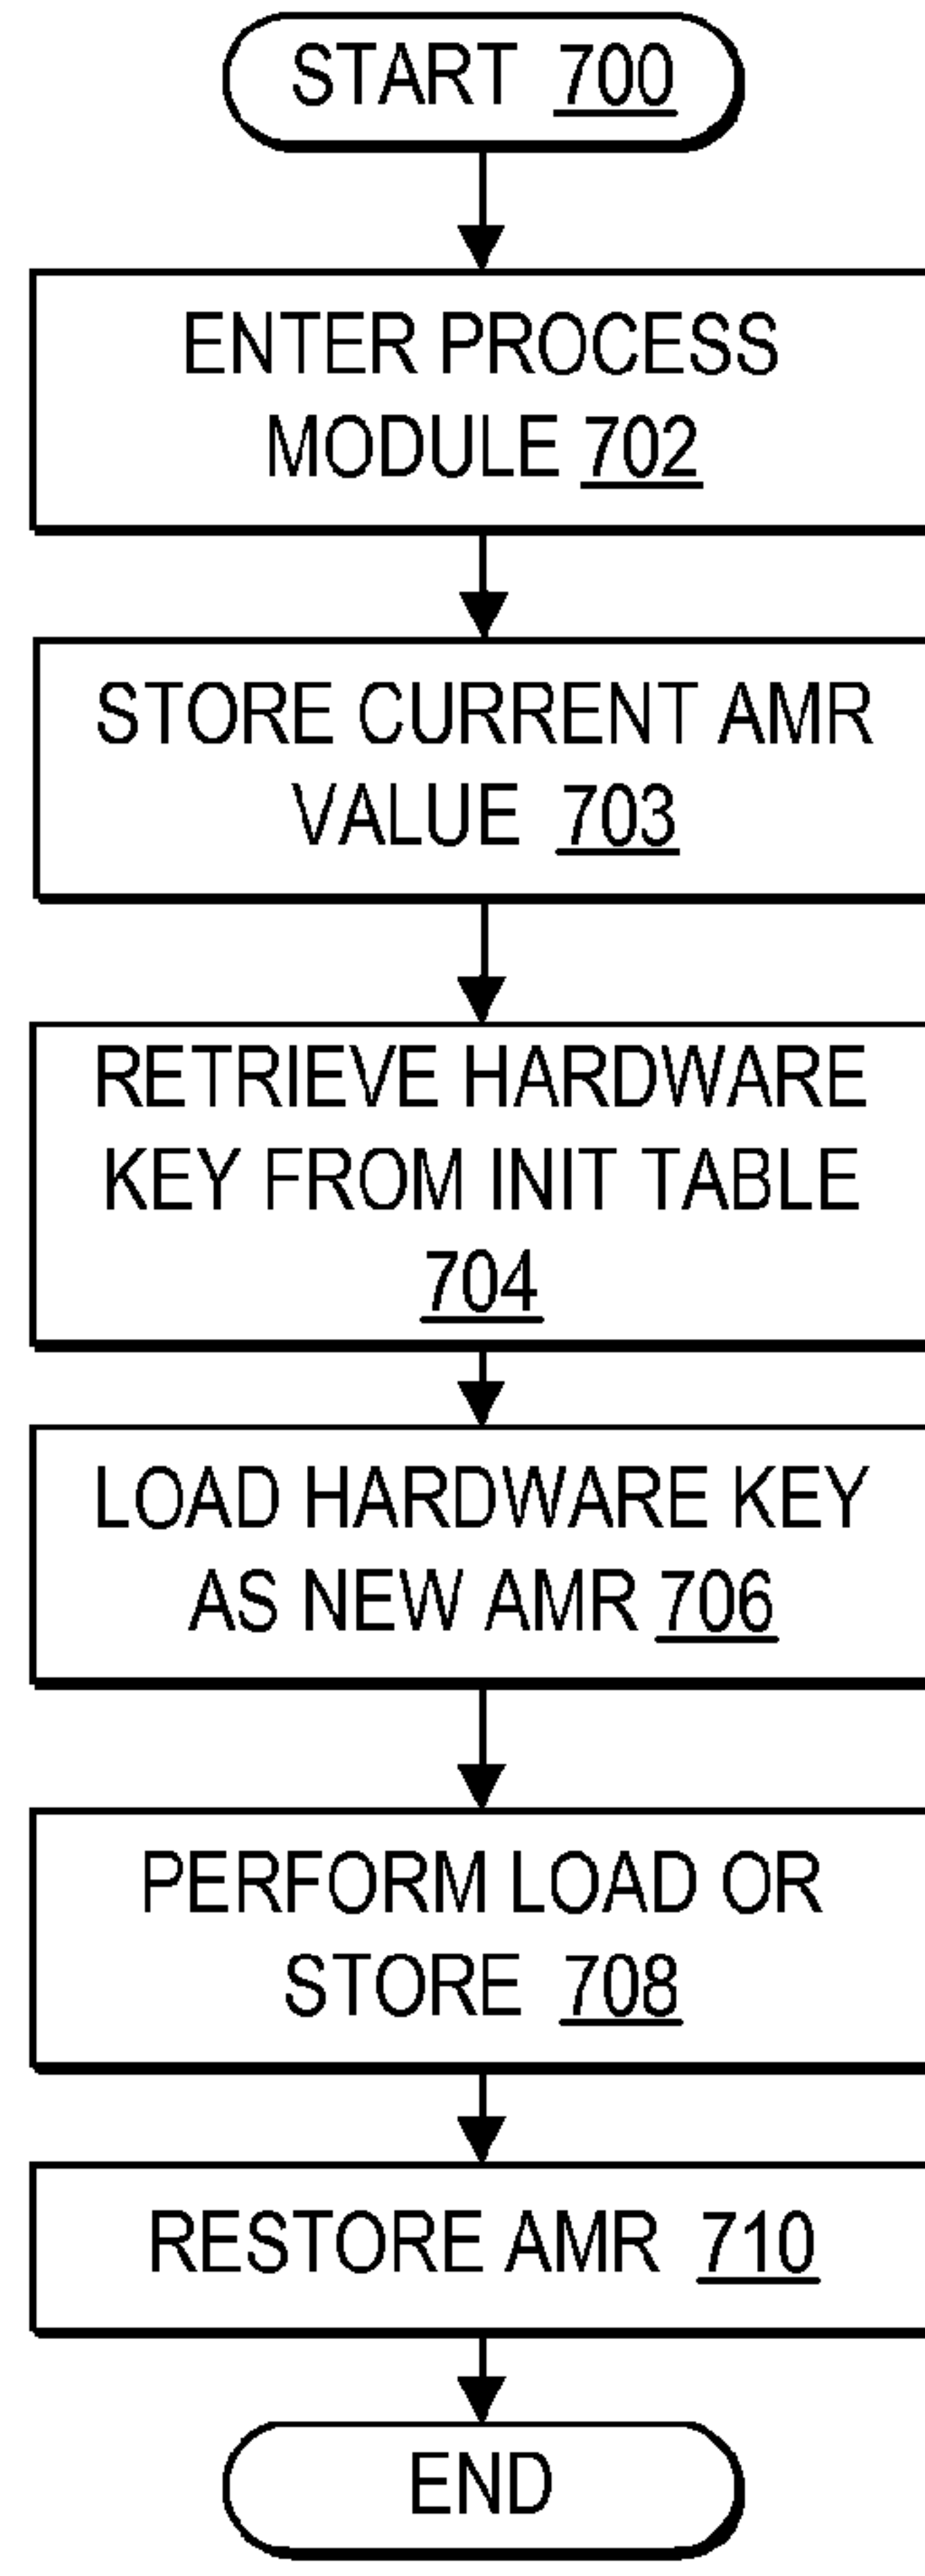 START 700
ENTER PROCESS
MODULE 702
STORE CURRENT AMR
VALUE 703
RETRIEVE HARDWARE
KEY FROM INIT TABLE
704
LOAD HARDWARE KEY
AS NEW AMR 706
PERFORM LOAD OR
STORE 708
RESTORE AMR 710
END